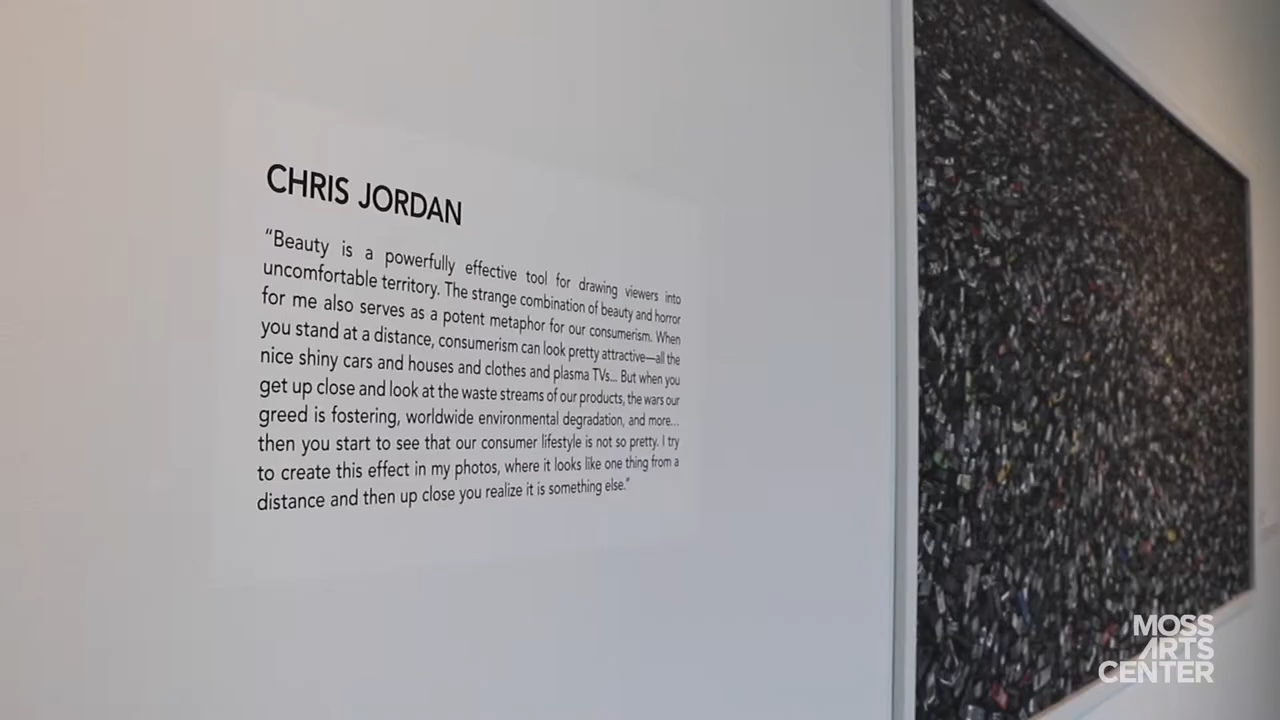 CHRIS JORDAN
“Beauty is a powerfully effective tool for drawing viewers into
uncomfortable territory. The strange combination of beauty and horror
for me also serves as a potent metaphor for our consumerism. When
you stand at a distance, consumerism can look pretty attractive—all the
nice shiny cars and houses and clothes and plasma TVs... But when you
get up close and look at the waste streams of our products, the wars our
greed is fostering, worldwide environmental degradation, and more...
then you start to see that our consumer lifestyle is not so pretty. I try
to create this effect in my photos, where it looks like one thing from a
distance and then up close you realize it is something else.”
MOSS
ARTS
CENTER